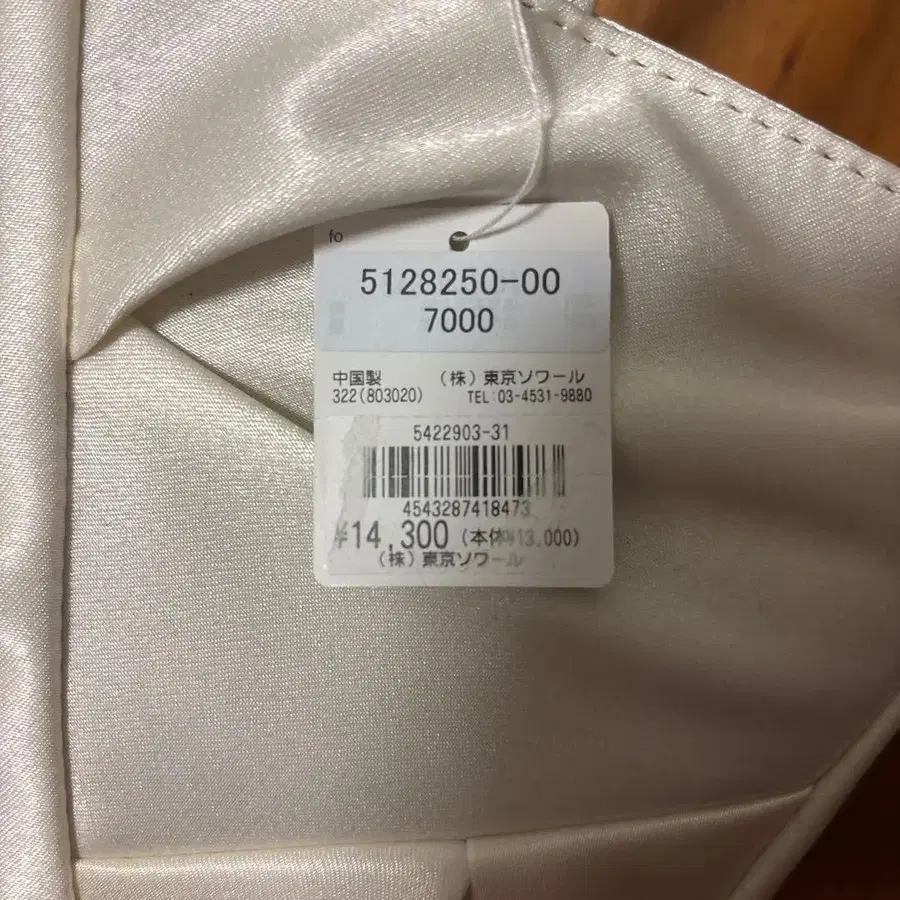 fo
5128250-00
7000
中国製 (株)東京ソワール
322(803020) TEL:03-4531-9880
5422903-31
4543287418473
¥14,300 (本体¥13,000)
(株)東京ソワール